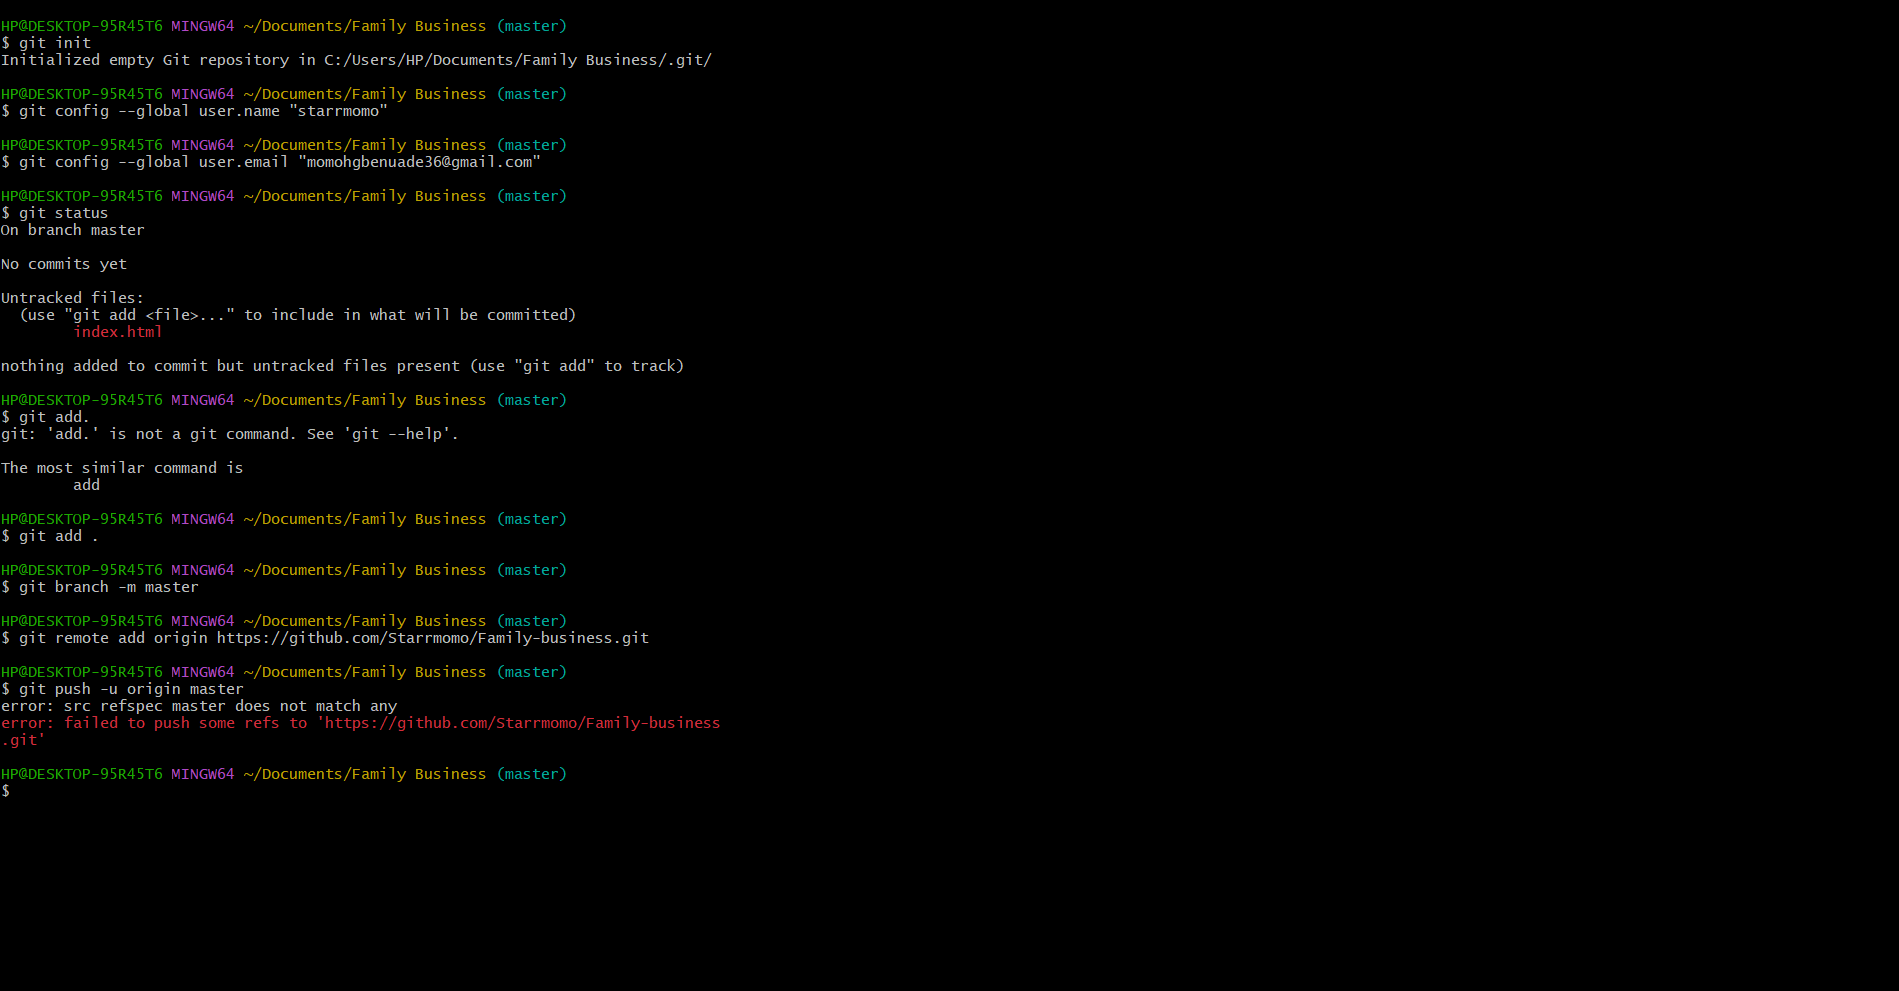 HP@DESKTOP-95R45T6 MINGW64 ~/Documents/Family Business (master)
$ git init
Initialized empty Git repository in C:/Users/HP/Documents/Family Business/.git/
HP@DESKTOP-95R45T6 MINGW64 ~/Documents/Family Business (master)
$ git config --global user.name "starrmomo"
HP@DESKTOP-95R45T6 MINGW64 ~/Documents/Family Business (master)
$ git config --global user.email "momohgbenuade36@gmail.com"
HP@DESKTOP-95R45T6 MINGW64 ~/Documents/Family Business (master)
$ git status
On branch master
No commits yet
Untracked files:
  (use "git add <file>..." to include in what will be committed)
        index.html
nothing added to commit but untracked files present (use "git add" to track)
HP@DESKTOP-95R45T6 MINGW64 ~/Documents/Family Business (master)
$ git add.
git: 'add.' is not a git command. See 'git --help'.
The most similar command is
        add
HP@DESKTOP-95R45T6 MINGW64 ~/Documents/Family Business (master)
$ git add .
HP@DESKTOP-95R45T6 MINGW64 ~/Documents/Family Business (master)
$ git branch -m master
HP@DESKTOP-95R45T6 MINGW64 ~/Documents/Family Business (master)
$ git remote add origin https://github.com/Starrmomo/Family-business.git
HP@DESKTOP-95R45T6 MINGW64 ~/Documents/Family Business (master)
$ git push -u origin master
error: src refspec master does not match any
error: failed to push some refs to 'https://github.com/Starrmomo/Family-business
.git'
HP@DESKTOP-95R45T6 MINGW64 ~/Documents/Family Business (master)
$